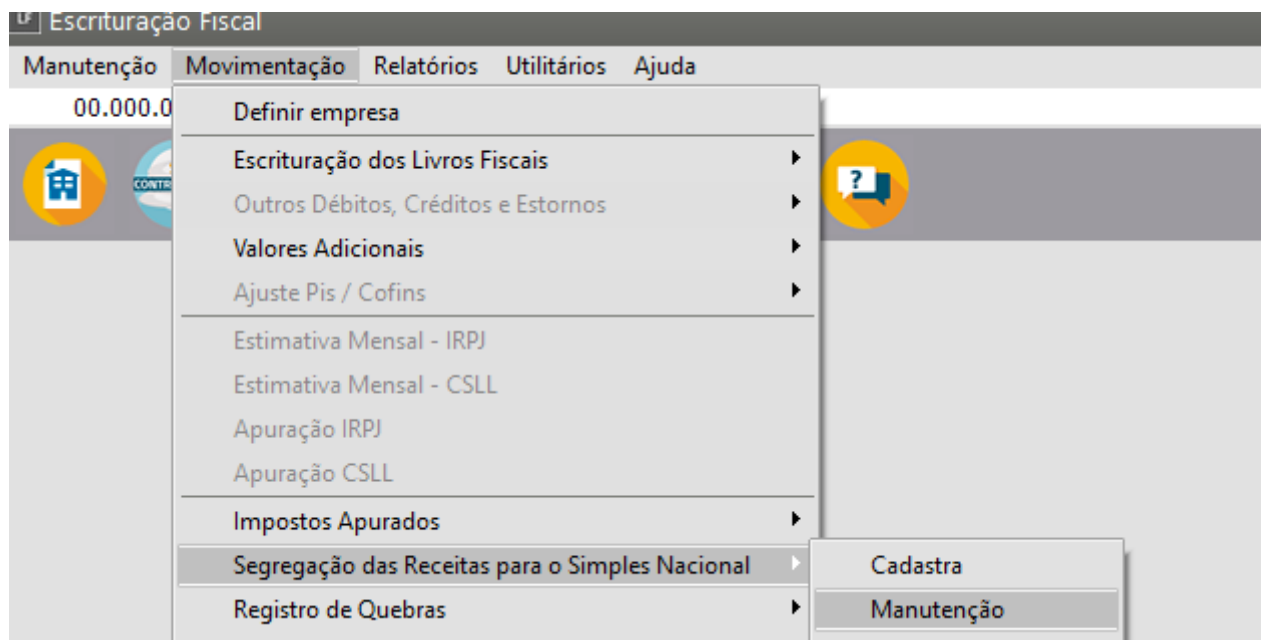 LF Escrituração Fiscal
Manutenção Movimentação Relatórios Utilitários Ajuda
00.000.0
Definir empresa
Escrituração dos Livros Fiscais
CONTR
?
Outros Débitos, Créditos e Estornos
Valores Adicionais
Ajuste Pis / Cofins
Estimativa Mensal - IRPJ
Estimativa Mensal - CSLL
Apuração IRPJ
Apuração CSLL
Impostos Apurados
Segregação das Receitas para o Simples Nacional
Cadastra
Registro de Quebras
Manutenção